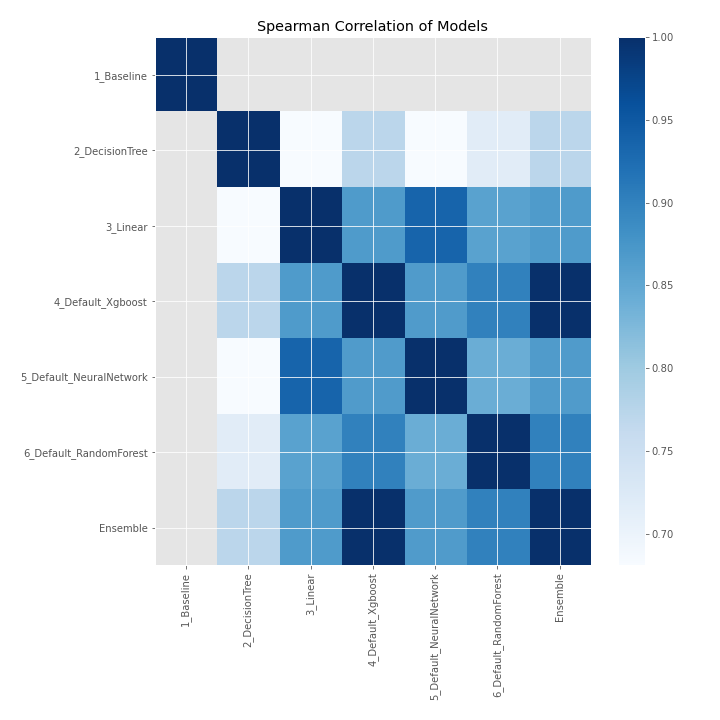 Spearman Correlation of Models
1_Baseline
2_DecisionTree
3_Linear
4_Default_Xgboost
5_Default_NeuralNetwork
6_Default_RandomForest
Ensemble
1_Baseline
2_DecisionTree
3_Linear
4_Default_Xgboost
5_Default_NeuralNetwork
6_Default_RandomForest
Ensemble
1.00
0.95
0.90
0.85
0.80
0.75
0.70